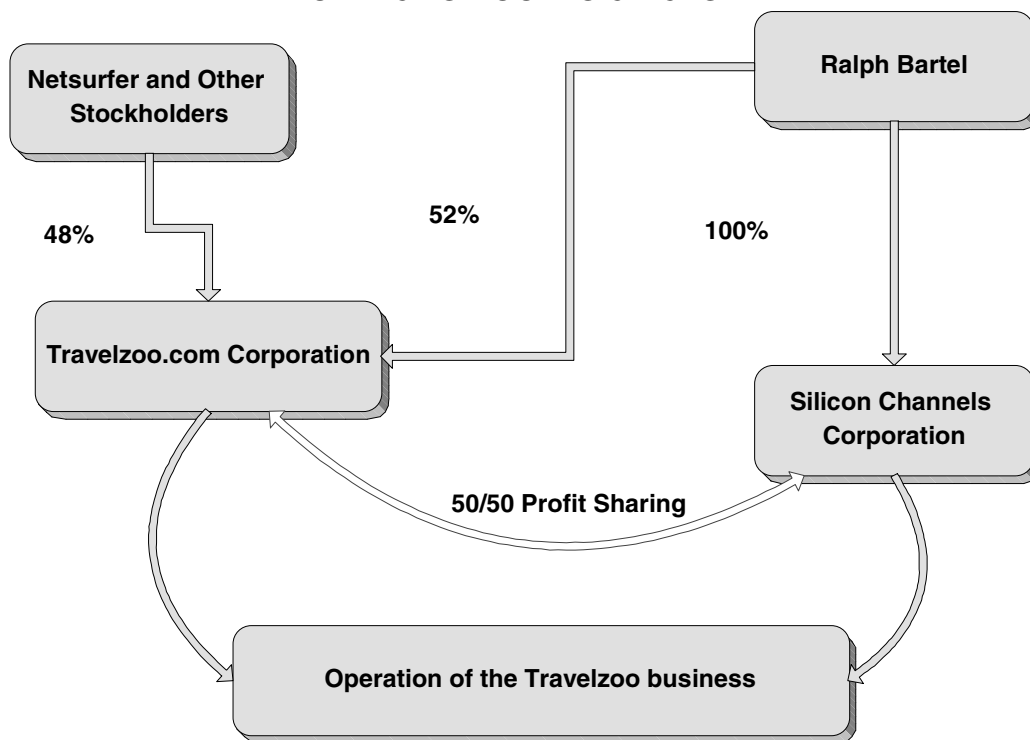 Netsurfer and Other
Stockholders
Ralph Bartel
48%
52%
100%
Travelzoo.com Corporation
Silicon Channels
Corporation
50/50 Profit Sharing
Operation of the Travelzoo business